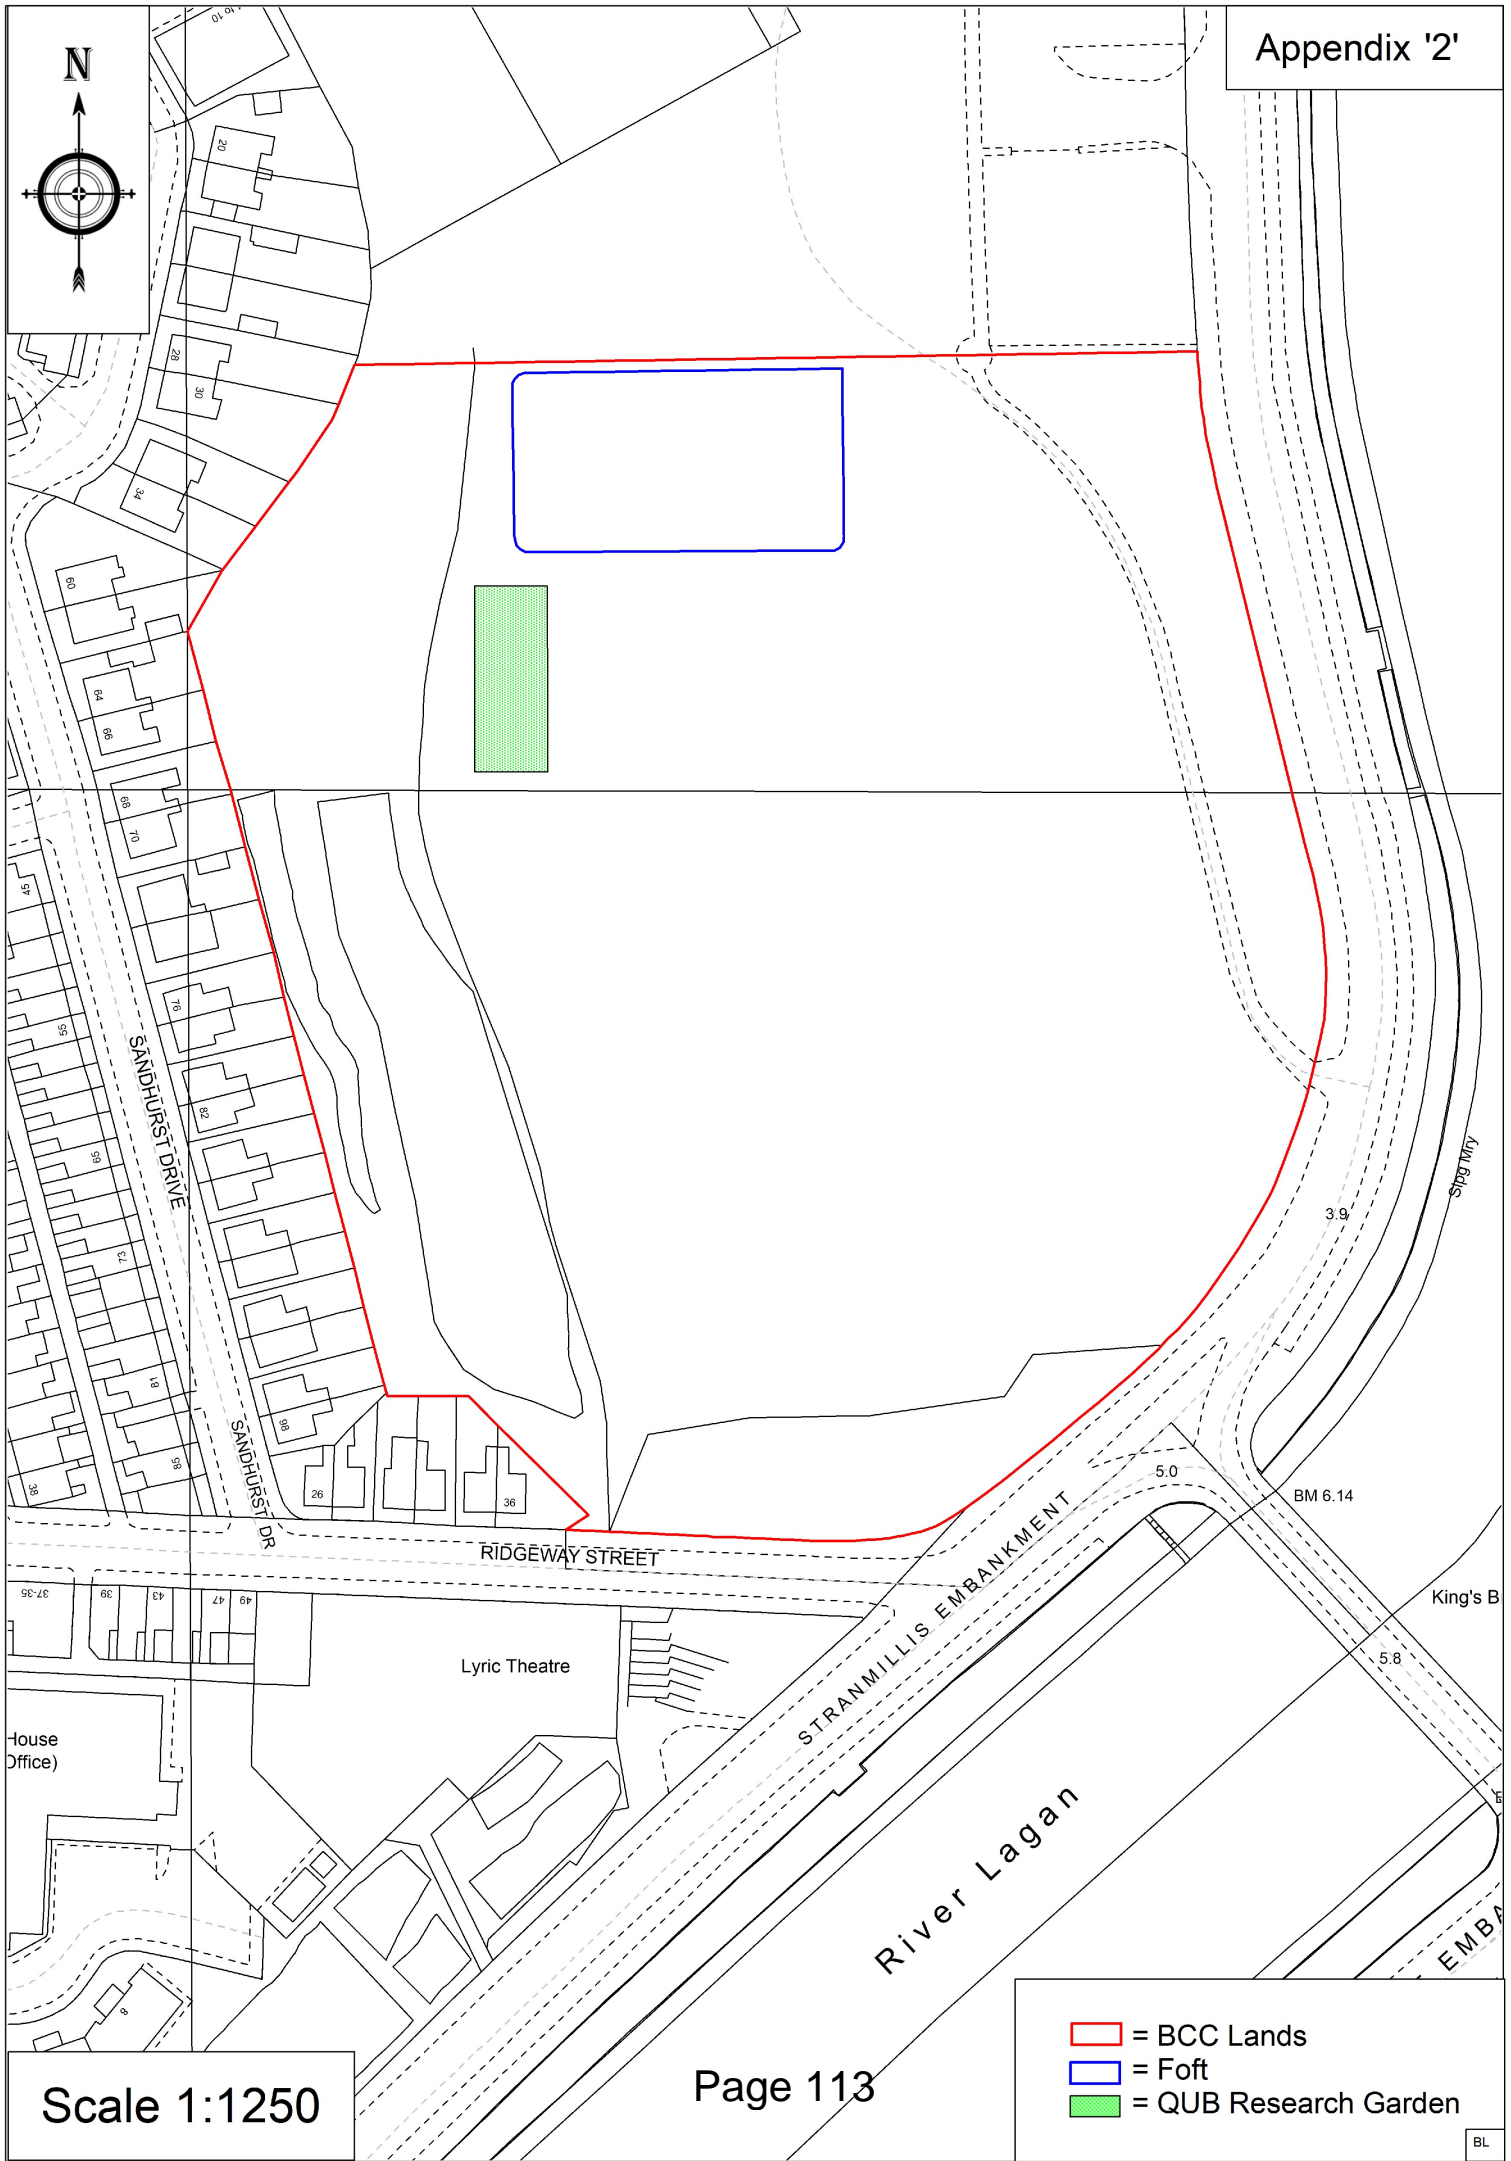 Appendix '2'
N
20
28
30
34
60
64
66
68
70
45
76
55
SANDHURST DRIVE
82
65
73
Slpg Mry
3.9
81
98
SANDHURST DR
85
38
26
36
5.0
BM 6.14
RIDGEWAY STREET
37-35
39
43
47
49
STRANMILLIS EMBANKMENT
King's B
Lyric Theatre
5.8
House
Office)
River Lagan
EMBA
8
= BCC Lands
= Foft
= QUB Research Garden
Scale 1:1250
Page 113
BL